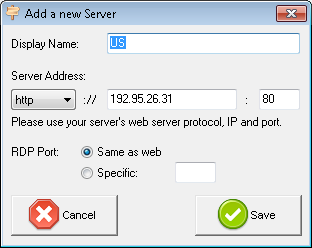 Add a new Server
Display Name: US
Server Address:
http :// 192.95.26.31 : 80
Please use your server's web server protocol, IP and port.
RDP Port: Same as web
Specific:
Cancel Save